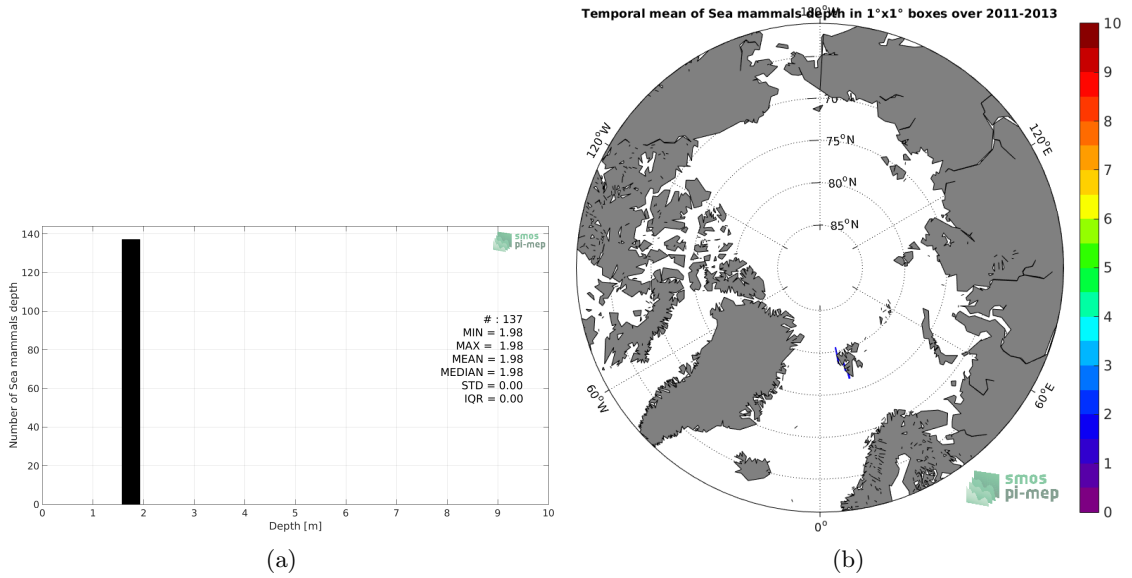 140
120
100
80
60
40
20
0
Number of Sea mammals depth
smos
pi-mep
# : 137
MIN = 1.98
MAX = 1.98
MEAN = 1.98
MEDIAN = 1.98
STD = 0.00
IQR = 0.00
0 1 2 3 4 5 6 7 8 9 10
Depth [m]
(a)
Temporal mean of Sea mammals depth in 1°x1° boxes over 2011-2013
180°W
120°W
120°E
75°N
80°N
85°N
60°W
60°E
0°
smos
pi-mep
10
9
8
7
6
5
4
3
2
1
0
(b)